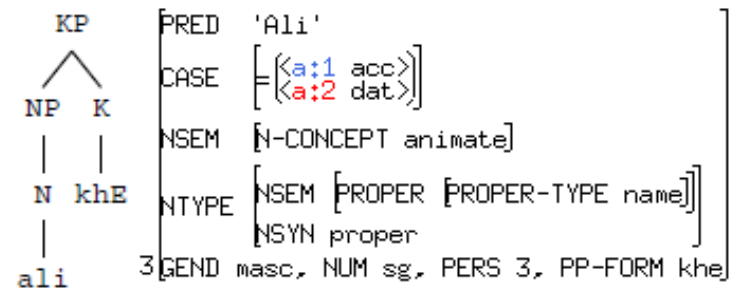 KP
NP K
N khE
ali
PRED 'Ali'
CASE =<a:1 acc>
<a:2 dat>
NSEM [N-CONCEPT animate]
NTYPE [NSEM [PROPER [PROPER-TYPE name]]
NSYN proper]
3[GEND masc, NUM sg, PERS 3, PP-FORM khe]